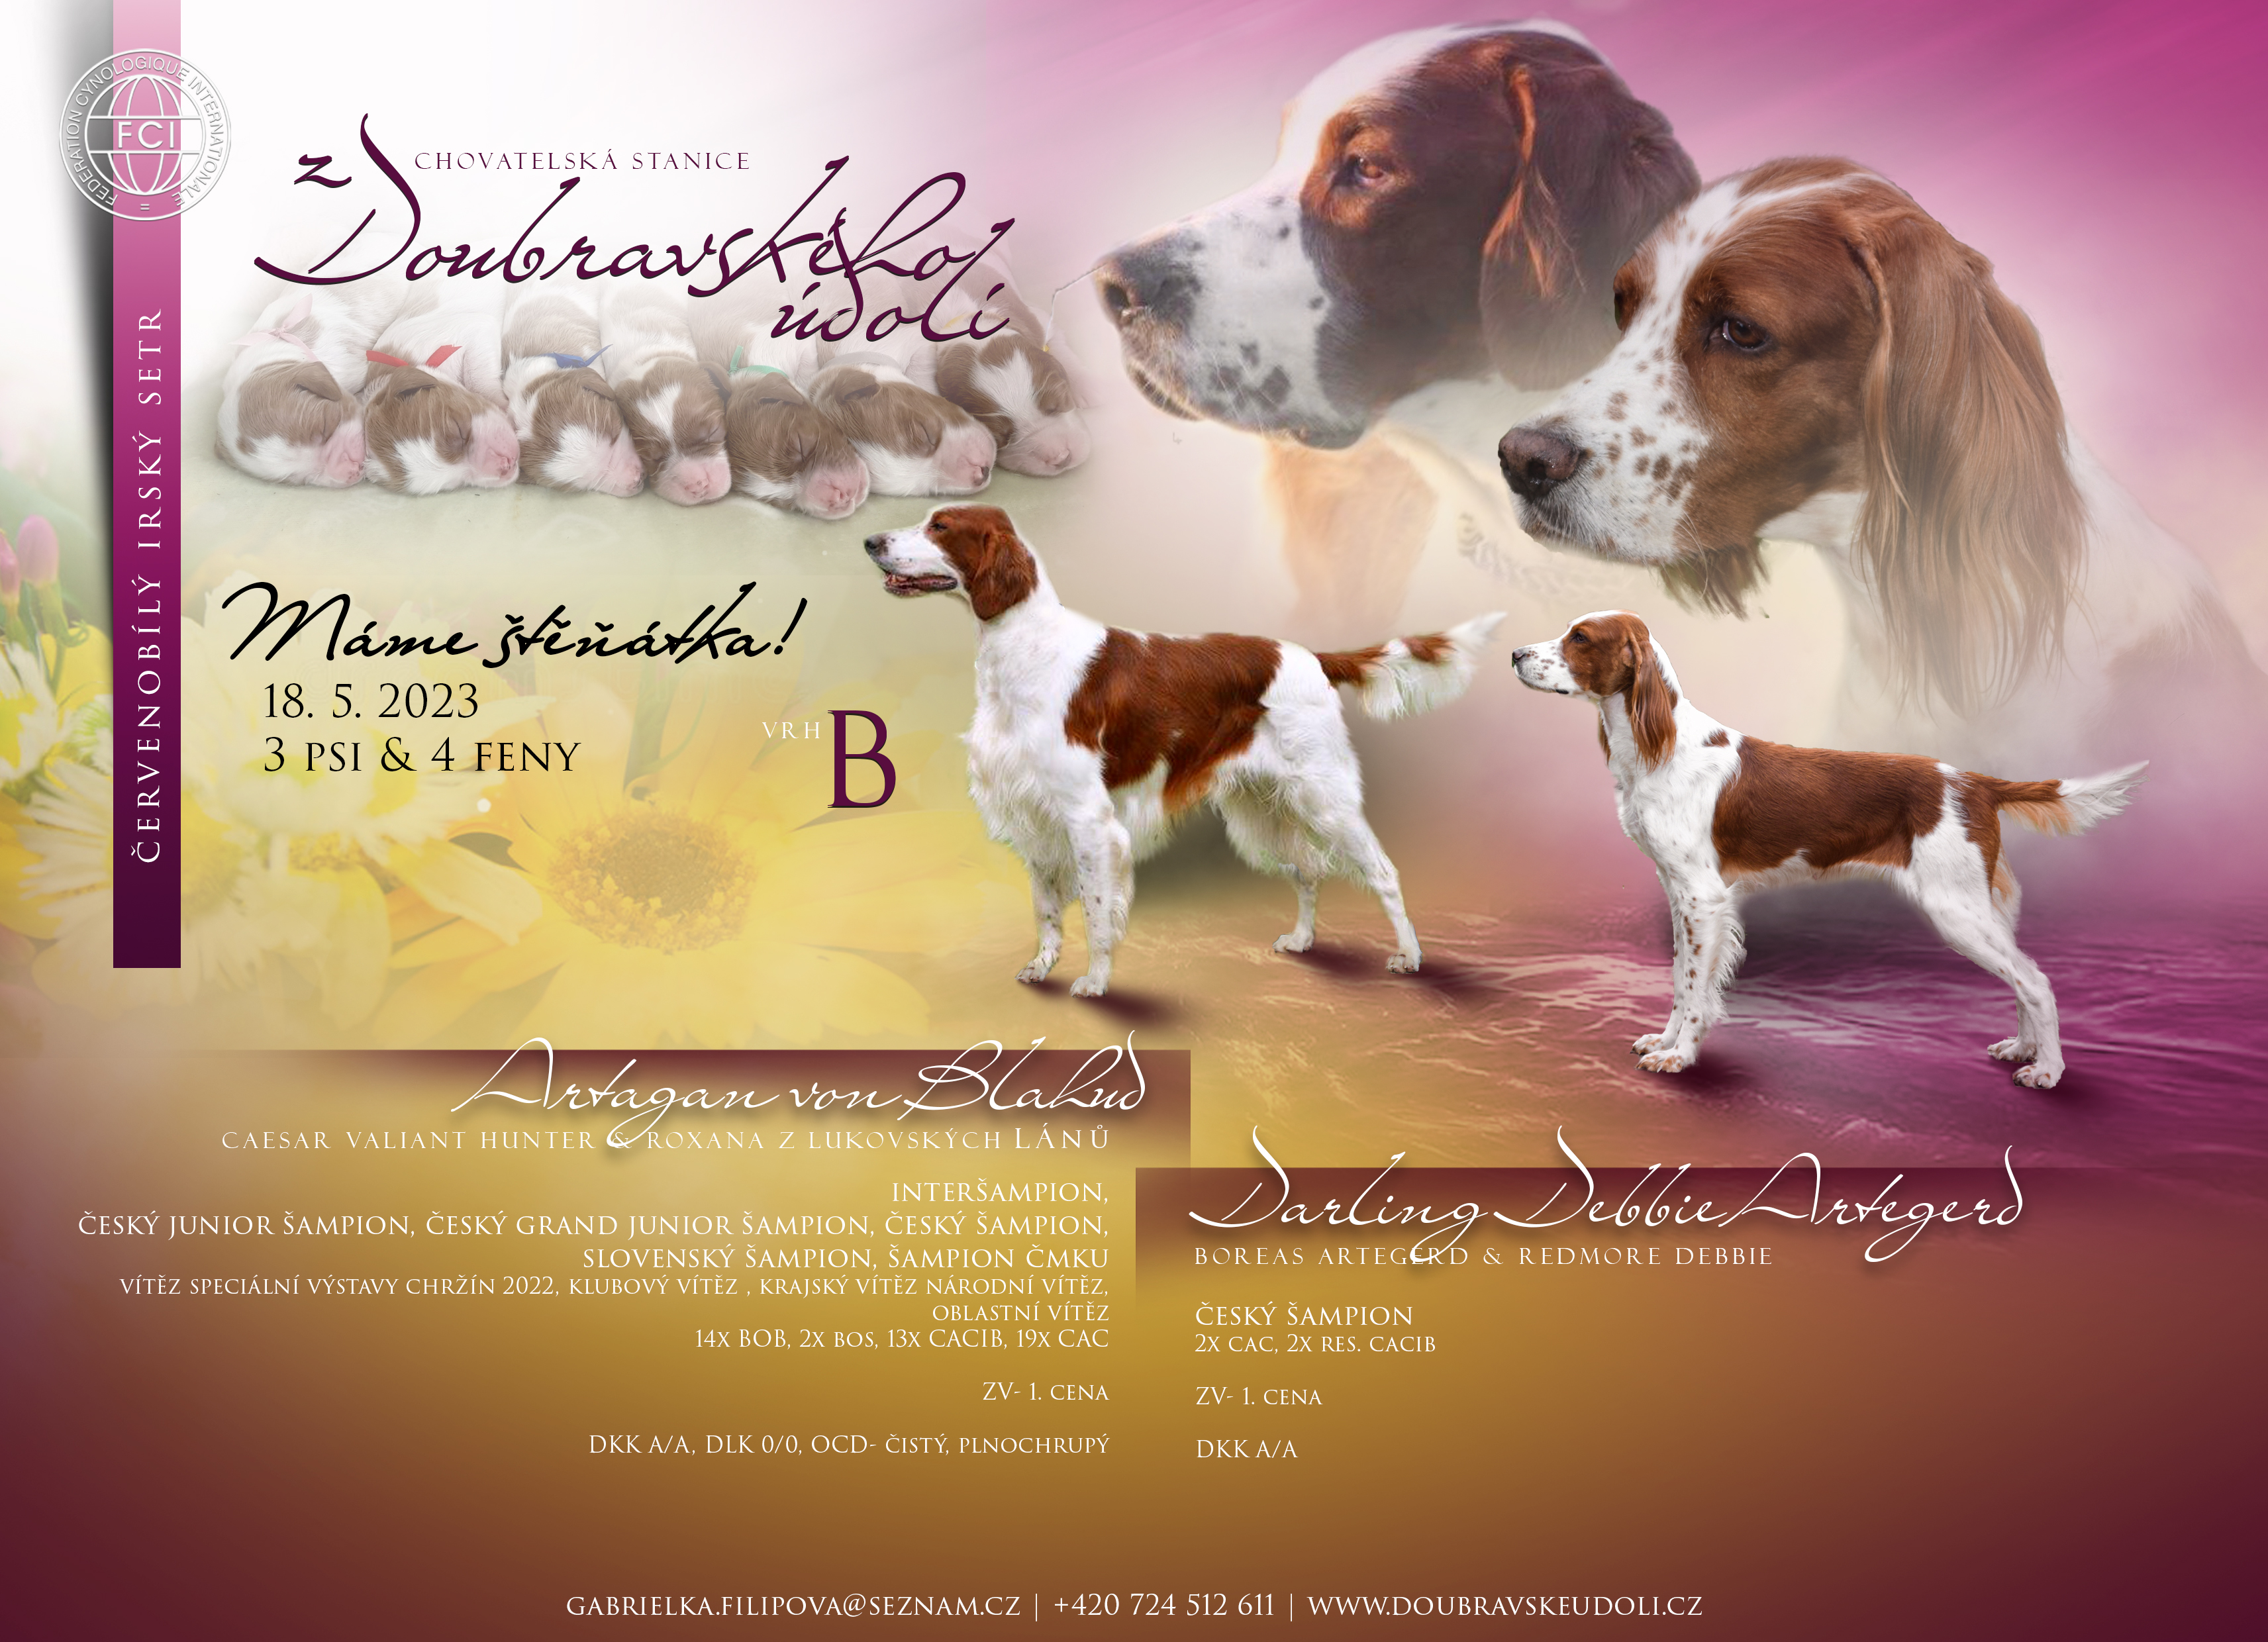 FEDERATION CYNOLOGIQUE INTERNATIONALE
FCI
ČERVENOBÍLÝ IRSKÝ SETR
CHOVATELSKÁ STANICE
z Doubravského
údolí
Máme štěňátka!
18. 5. 2023
3 PSI & 4 FENY
VRH B
Artagan von Blahud
CAESAR VALIANT HUNTER & ROXANA Z LUKOVSKÝCH LÁNŮ
INTERŠAMPION,
ČESKÝ JUNIOR ŠAMPION, ČESKÝ GRAND JUNIOR ŠAMPION, ČESKÝ ŠAMPION,
SLOVENSKÝ ŠAMPION, ŠAMPION ČMKU
VÍTĚZ SPECIÁLNÍ VÝSTAVY CHRŽÍN 2022, KLUBOVÝ VÍTĚZ , KRAJSKÝ VÍTĚZ NÁRODNÍ VÍTĚZ,
OBLASTNÍ VÍTĚZ
14X BOB, 2X BOS, 13X CACIB, 19X CAC
ZV- 1. CENA
DKK A/A, DLK 0/0, OCD- ČISTÝ, PLNOCHRUPÝ
Darling Debbie Artegerd
BOREAS ARTEGERD & REDMORE DEBBIE
ČESKÝ ŠAMPION
2X CAC, 2X RES. CACIB
ZV- 1. CENA
DKK A/A
GABRIELKA.FILIPOVA@SEZNAM.CZ | +420 724 512 611 | WWW.DOUBRAVSKEUDOLI.CZ